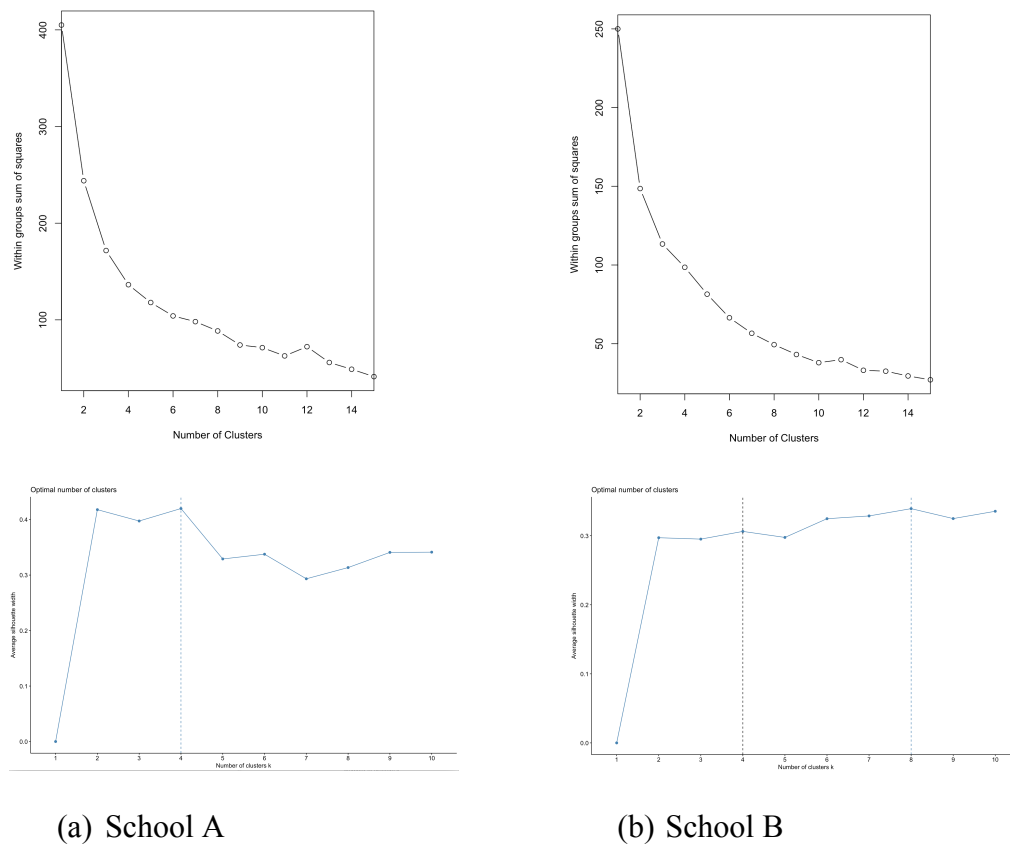 400
300
200
100
Within groups sum of squares
2 4 6 8 10 12 14
Number of Clusters
250
200
150
100
50
Within groups sum of squares
2 4 6 8 10 12 14
Number of Clusters
Optimal number of clusters
0.4
0.3
0.2
0.1
0.0
Average silhouette width
1 2 3 4 5 6 7 8 9 10
Number of clusters k
Optimal number of clusters
0.3
0.2
0.1
0.0
Average silhouette width
1 2 3 4 5 6 7 8 9 10
Number of clusters k
(a) School A
(b) School B